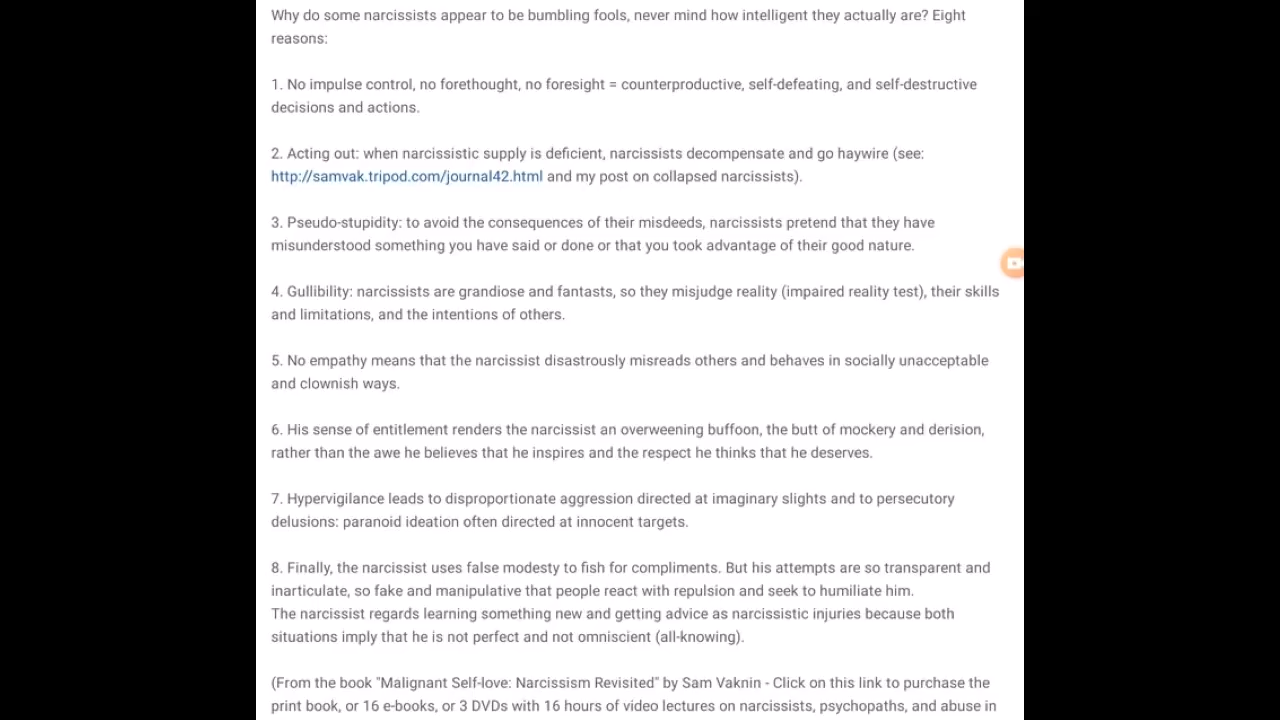 Why do some narcissists appear to be bumbling fools, never mind how intelligent they actually are? Eight
reasons:
1. No impulse control, no forethought, no foresight = counterproductive, self-defeating, and self-destructive
decisions and actions.
2. Acting out: when narcissistic supply is deficient, narcissists decompensate and go haywire (see:
http://samvak.tripod.com/journal42.html and my post on collapsed narcissists).
3. Pseudo-stupidity: to avoid the consequences of their misdeeds, narcissists pretend that they have
misunderstood something you have said or done or that you took advantage of their good nature.
4. Gullibility: narcissists are grandiose and fantasts, so they misjudge reality (impaired reality test), their skills
and limitations, and the intentions of others.
5. No empathy means that the narcissist disastrously misreads others and behaves in socially unacceptable
and clownish ways.
6. His sense of entitlement renders the narcissist an overweening buffoon, the butt of mockery and derision,
rather than the awe he believes that he inspires and the respect he thinks that he deserves.
7. Hypervigilance leads to disproportionate aggression directed at imaginary slights and to persecutory
delusions: paranoid ideation often directed at innocent targets.
8. Finally, the narcissist uses false modesty to fish for compliments. But his attempts are so transparent and
inarticulate, so fake and manipulative that people react with repulsion and seek to humiliate him.
The narcissist regards learning something new and getting advice as narcissistic injuries because both
situations imply that he is not perfect and not omniscient (all-knowing).
(From the book "Malignant Self-love: Narcissism Revisited" by Sam Vaknin - Click on this link to purchase the
print book, or 16 e-books, or 3 DVDs with 16 hours of video lectures on narcissists, psychopaths, and abuse in